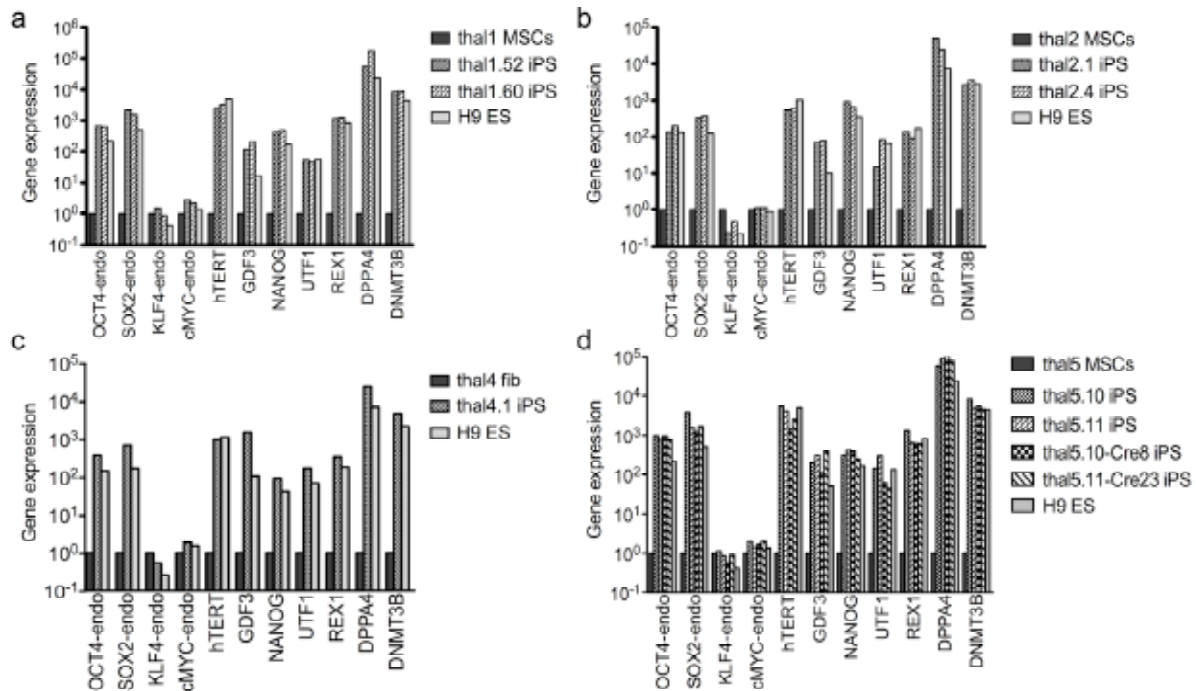 a
Gene expression
10^6
10^5
10^4
10^3
10^2
10^1
10^0
10^-1
OCT4-endo
SOX2-endo
KLF4-endo
cMYC-endo
hTERT
GDF3
NANOG
UTF1
REX1
DPPA4
DNMT3B
thal1 MSCs
thal1.52 iPS
thal1.60 iPS
H9 ES
b
Gene expression
10^5
10^4
10^3
10^2
10^1
10^0
10^-1
OCT4-endo
SOX2-endo
KLF4-endo
cMYC-endo
hTERT
GDF3
NANOG
UTF1
REX1
DPPA4
DNMT3B
thal2 MSCs
thal2.1 iPS
thal2.4 iPS
H9 ES
c
Gene expression
10^5
10^4
10^3
10^2
10^1
10^0
10^-1
OCT4-endo
SOX2-endo
KLF4-endo
cMYC-endo
hTERT
GDF3
NANOG
UTF1
REX1
DPPA4
DNMT3B
thal4 fib
thal4.1 iPS
H9 ES
d
Gene expression
10^5
10^4
10^3
10^2
10^1
10^0
10^-1
OCT4-endo
SOX2-endo
KLF4-endo
cMYC-endo
hTERT
GDF3
NANOG
UTF1
REX1
DPPA4
DNMT3B
thal5 MSCs
thal5.10 iPS
thal5.11 iPS
thal5.10-Cre8 iPS
thal5.11-Cre23 iPS
H9 ES